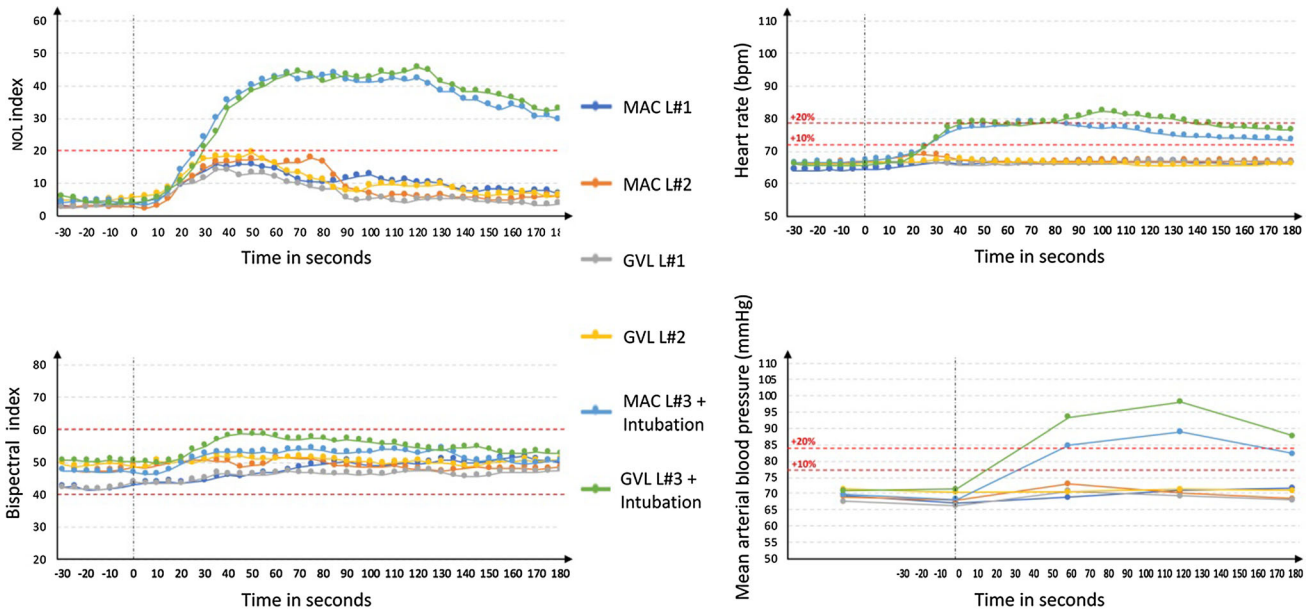 NOL index
60
50
40
30
20
10
0
-30 -20 -10 0 10 20 30 40 50 60 70 80 90 100 110 120 130 140 150 160 170
Time in seconds
Heart rate (bpm)
110
100
90
80
70
60
50
+20%
+10%
-30 -20 -10 0 10 20 30 40 50 60 70 80 90 100 110 120 130 140 150 160 170 180
Time in seconds
MAC L#1
MAC L#2
GVL L#1
GVL L#2
MAC L#3 +
Intubation
GVL L#3 +
Intubation
Bispectral index
80
70
60
50
40
30
20
-30 -20 -10 0 10 20 30 40 50 60 70 80 90 100 110 120 130 140 150 160 170 180
Time in seconds
Mean arterial blood pressure (mmHg)
110
105
100
95
90
85
80
75
70
65
60
55
50
+20%
+10%
-30 -20 -10 0 10 20 30 40 50 60 70 80 90 100 110 120 130 140 150 160 170 180
Time in seconds